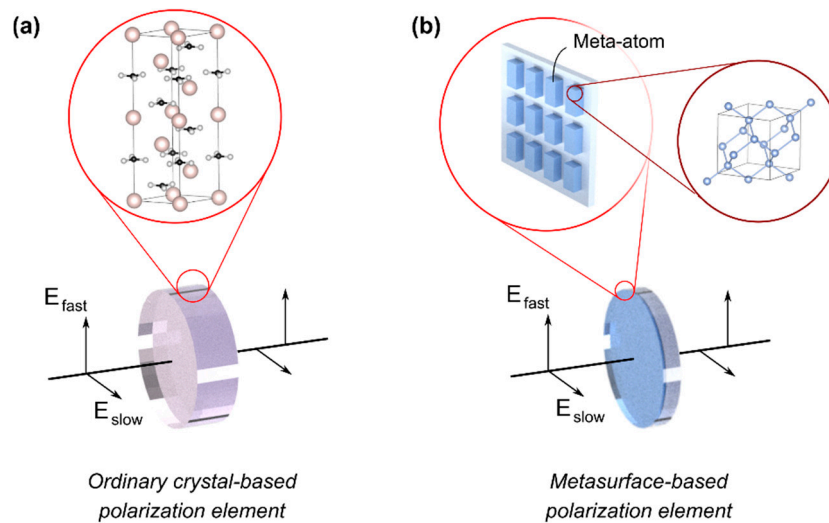 (a)
(b)
Meta-atom
E fast
E slow
E fast
E slow
Ordinary crystal-based
polarization element
Metasurface-based
polarization element